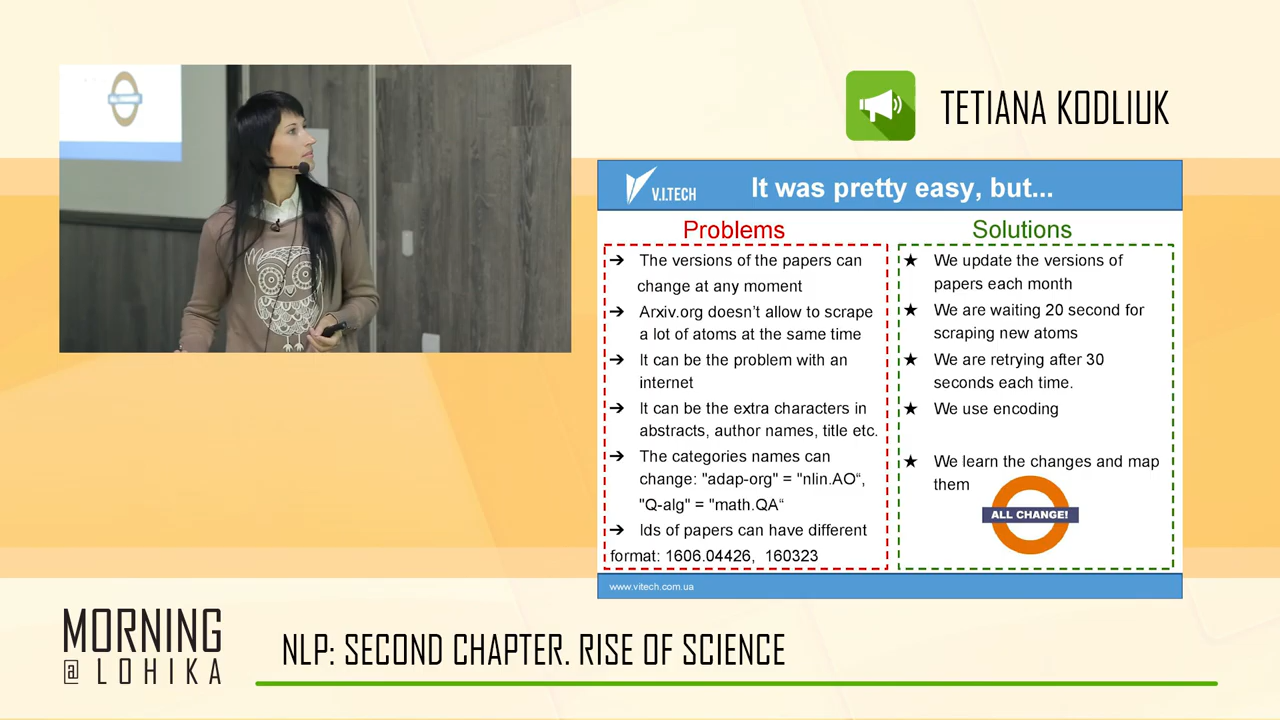 TETIANA KODLIUK
V.I.TECH
It was pretty easy, but...
Problems
➔ The versions of the papers can
change at any moment
➔ Arxiv.org doesn’t allow to scrape
a lot of atoms at the same time
➔ It can be the problem with an
internet
➔ It can be the extra characters in
abstracts, author names, title etc.
➔ The categories names can
change: "adap-org" = "nlin.AO“,
"Q-alg" = "math.QA“
➔ Ids of papers can have different
format: 1606.04426, 160323
Solutions
★ We update the versions of
papers each month
★ We are waiting 20 second for
scraping new atoms
★ We are retrying after 30
seconds each time.
★ We use encoding
★ We learn the changes and map
them
ALL CHANGE!
www.vitech.com.ua
MORNING
@ LOHIKA
NLP: SECOND CHAPTER. RISE OF SCIENCE